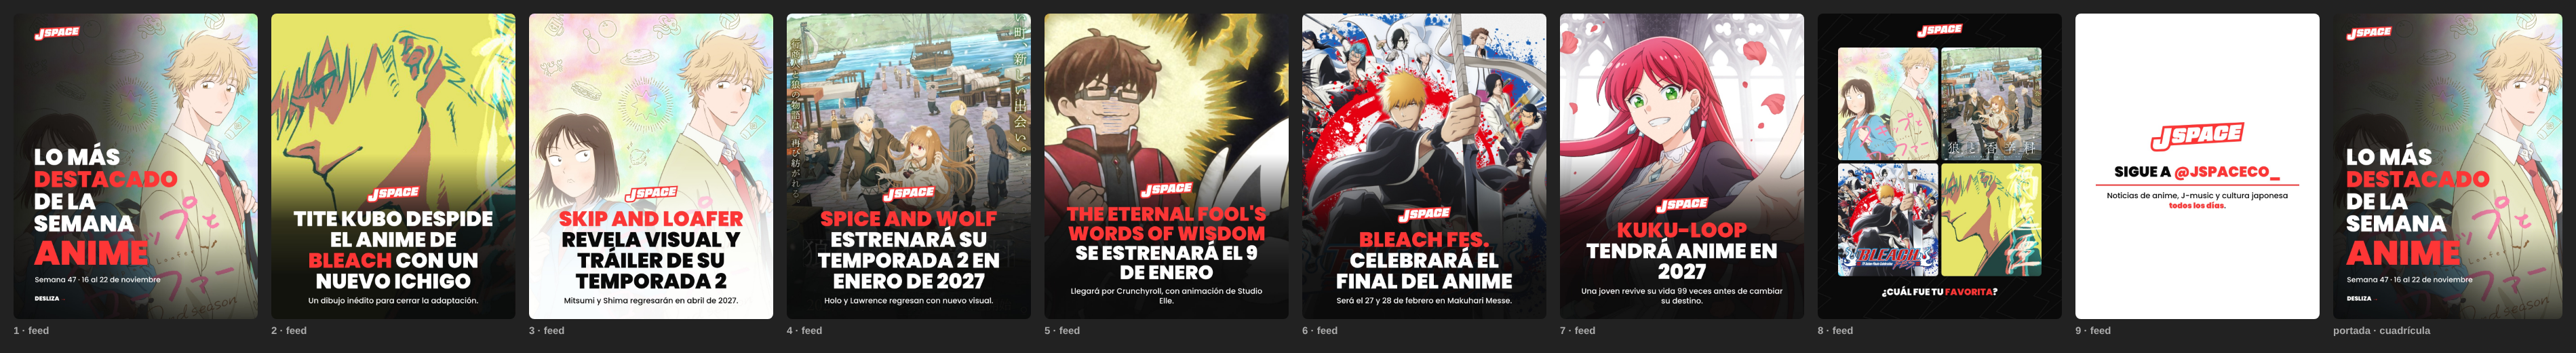 JSPACE
LO MÁS
DESTACADO
DE LA
SEMANA
ANIME
Semana 47 · 16 al 22 de noviembre
DESLIZA
1 · feed
JSPACE
TITE KUBO DESPIDE
EL ANIME DE
BLEACH CON UN
NUEVO ICHIGO
Un dibujo inédito para cerrar la adaptación.
2 · feed
JSPACE
SKIP AND LOAFER
REVELA VISUAL Y
TRÁILER DE SU
TEMPORADA 2
Mitsumi y Shima regresarán en abril de 2027.
3 · feed
JSPACE
SPICE AND WOLF
ESTRENARÁ SU
TEMPORADA 2 EN
ENERO DE 2027
Holo y Lawrence regresan con nuevo visual.
4 · feed
JSPACE
THE ETERNAL FOOL'S
WORDS OF WISDOM
SE ESTRENARÁ EL 9
DE ENERO
Llegará por Crunchyroll, con animación de Studio
Elle.
5 · feed
JSPACE
BLEACH FES.
CELEBRARÁ EL
FINAL DEL ANIME
Será el 27 y 28 de febrero en Makuhari Messe.
6 · feed
JSPACE
KUKU-LOOP
TENDRÁ ANIME EN
2027
Una joven revive su vida 99 veces antes de cambiar
su destino.
7 · feed
JSPACE
BLEACH
¿CUÁL FUE TU FAVORITA?
8 · feed
JSPACE
SIGUE A @JSPACECO_
Noticias de anime, J-music y cultura japonesa
todos los días.
9 · feed
JSPACE
LO MÁS
DESTACADO
DE LA
SEMANA
ANIME
Semana 47 · 16 al 22 de noviembre
DESLIZA
portada · cuadrícula